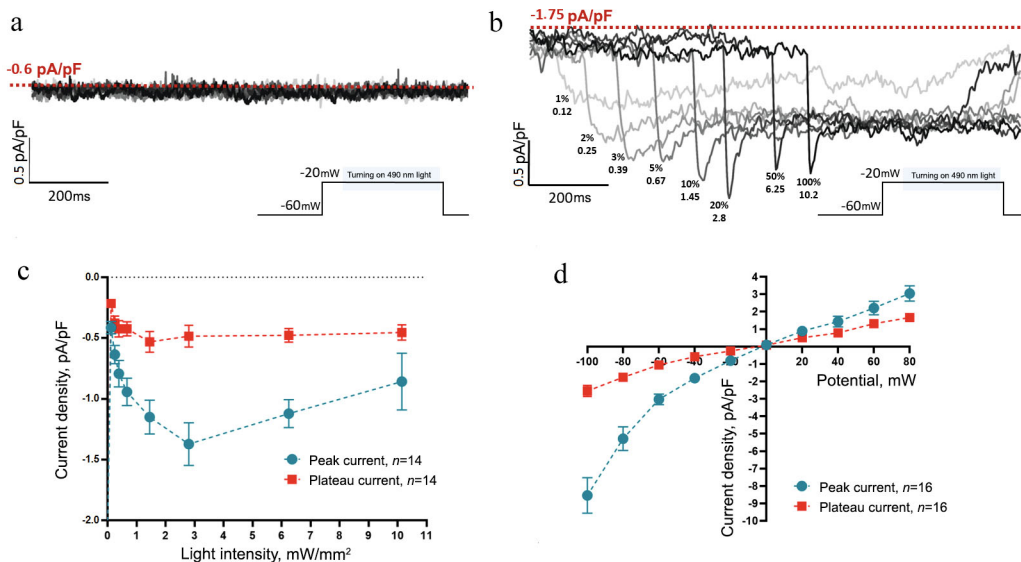 a
-0.6 pA/pF
0.5 pA/pF
200ms
-20mW
Turning on 490 nm light
-60mW
b
-1.75 pA/pF
1%
0.12
2%
0.25
3%
0.39
5%
0.67
10%
1.45
20%
2.8
50%
6.25
100%
10.2
0.5 pA/pF
200ms
-20mW
Turning on 490 nm light
-60mW
c
Current density, pA/pF
0.0
-0.5
-1.0
-1.5
-2.0
0 1 2 3 4 5 6 7 8 9 10 11
Light intensity, mW/mm²
Peak current, n=14
Plateau current, n=14
d
4
3
2
1
-100 -80 -60 -40 -20 0 20 40 60 80
-1
-2
-3
-4
-5
-6
-7
-8
-9
-10
Potential, mW
Current density, pA/pF
Peak current, n=16
Plateau current, n=16